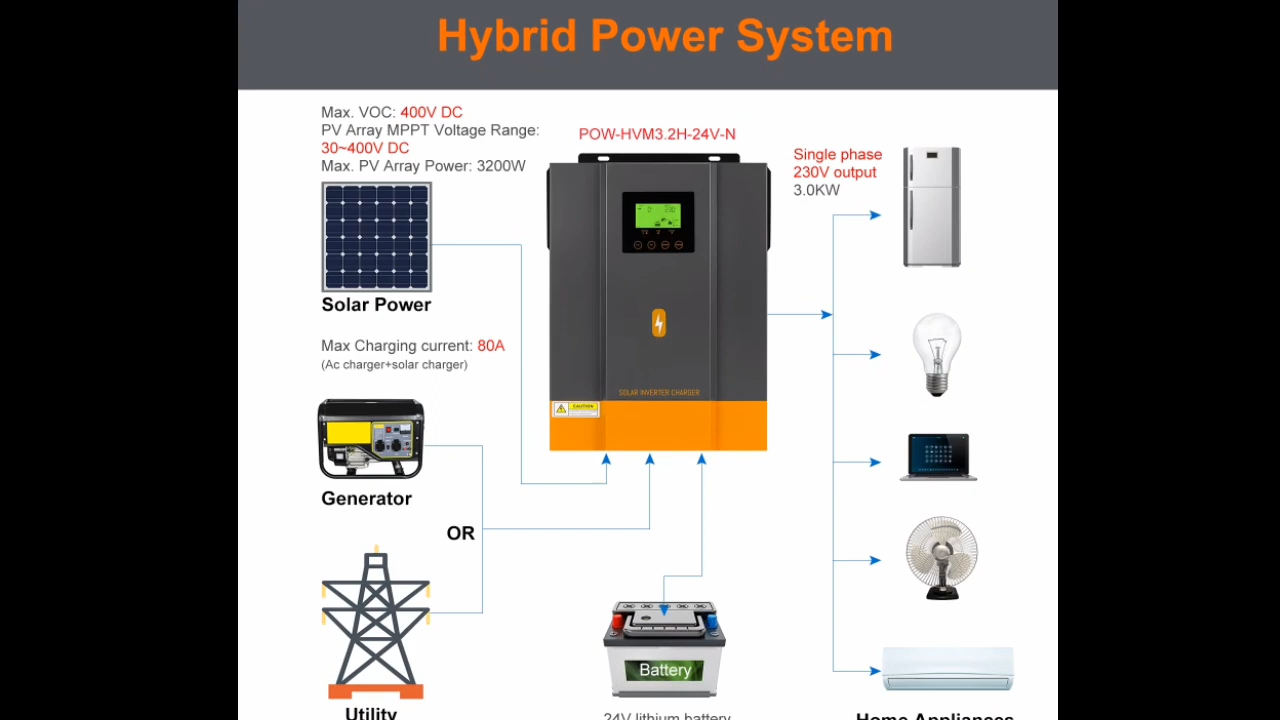 Hybrid Power System
Max. VOC: 400V DC
PV Array MPPT Voltage Range:
30~400V DC
Max. PV Array Power: 3200W
Solar Power
Max Charging current: 80A
(Ac charger+solar charger)
Generator
OR
Utility
POW-HVM3.2H-24V-N
SOLAR INVERTER CHARGER
CAUTION
Battery
24V lithium battery
Single phase
230V output
3.0KW
Home Appliances